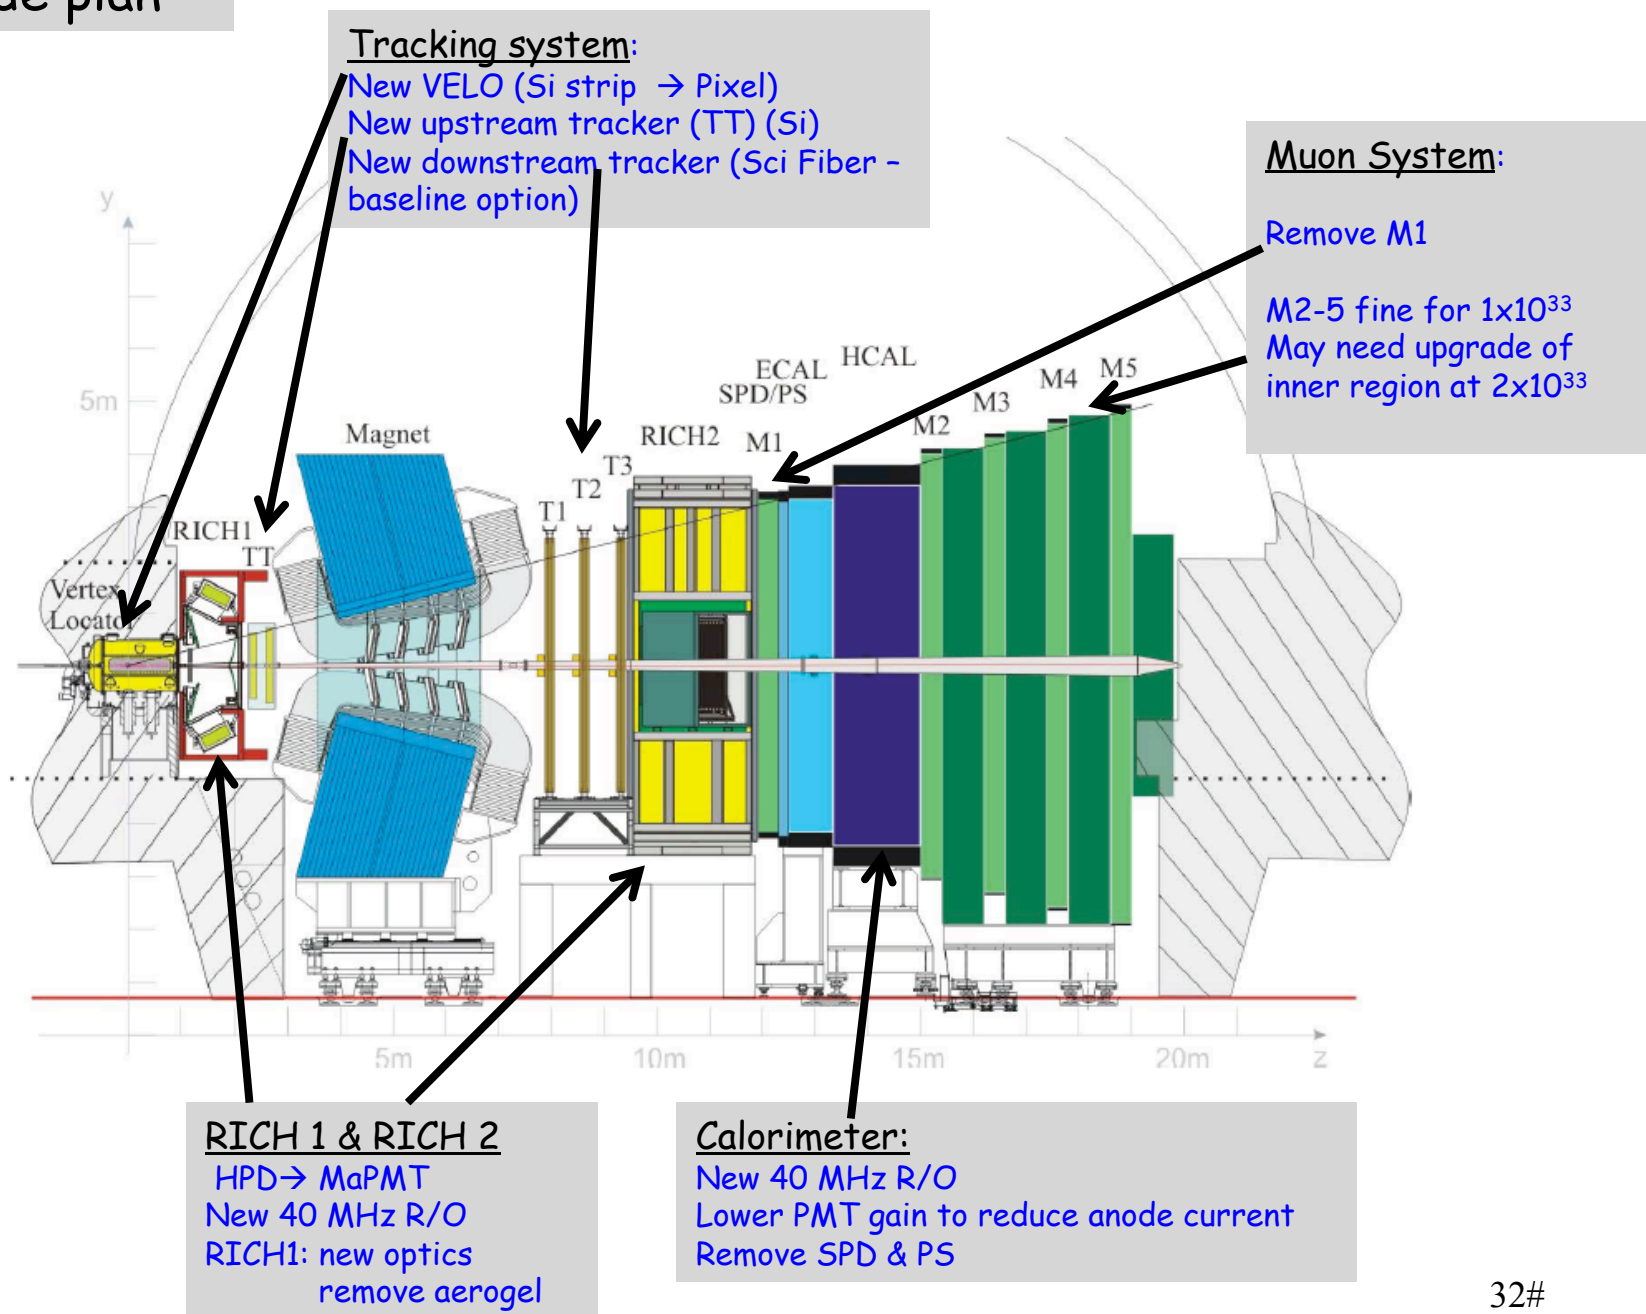 plan
Tracking system:
New VELO (Si strip → Pixel)
New upstream tracker (TT) (Si)
New downstream tracker (Sci Fiber –
baseline option)
Muon System:
Remove M1
M2-5 fine for 1x10³³
May need upgrade of
inner region at 2x10³³
y
5m
Magnet
RICH1
TT
Vertex
Locator
T1
T2
T3
RICH2
M1
SPD/PS
ECAL
HCAL
M2
M3
M4
M5
5m
10m
15m
20m
z
RICH 1 & RICH 2
HPD→ MaPMT
New 40 MHz R/O
RICH1: new optics
remove aerogel
Calorimeter:
New 40 MHz R/O
Lower PMT gain to reduce anode current
Remove SPD & PS
32#